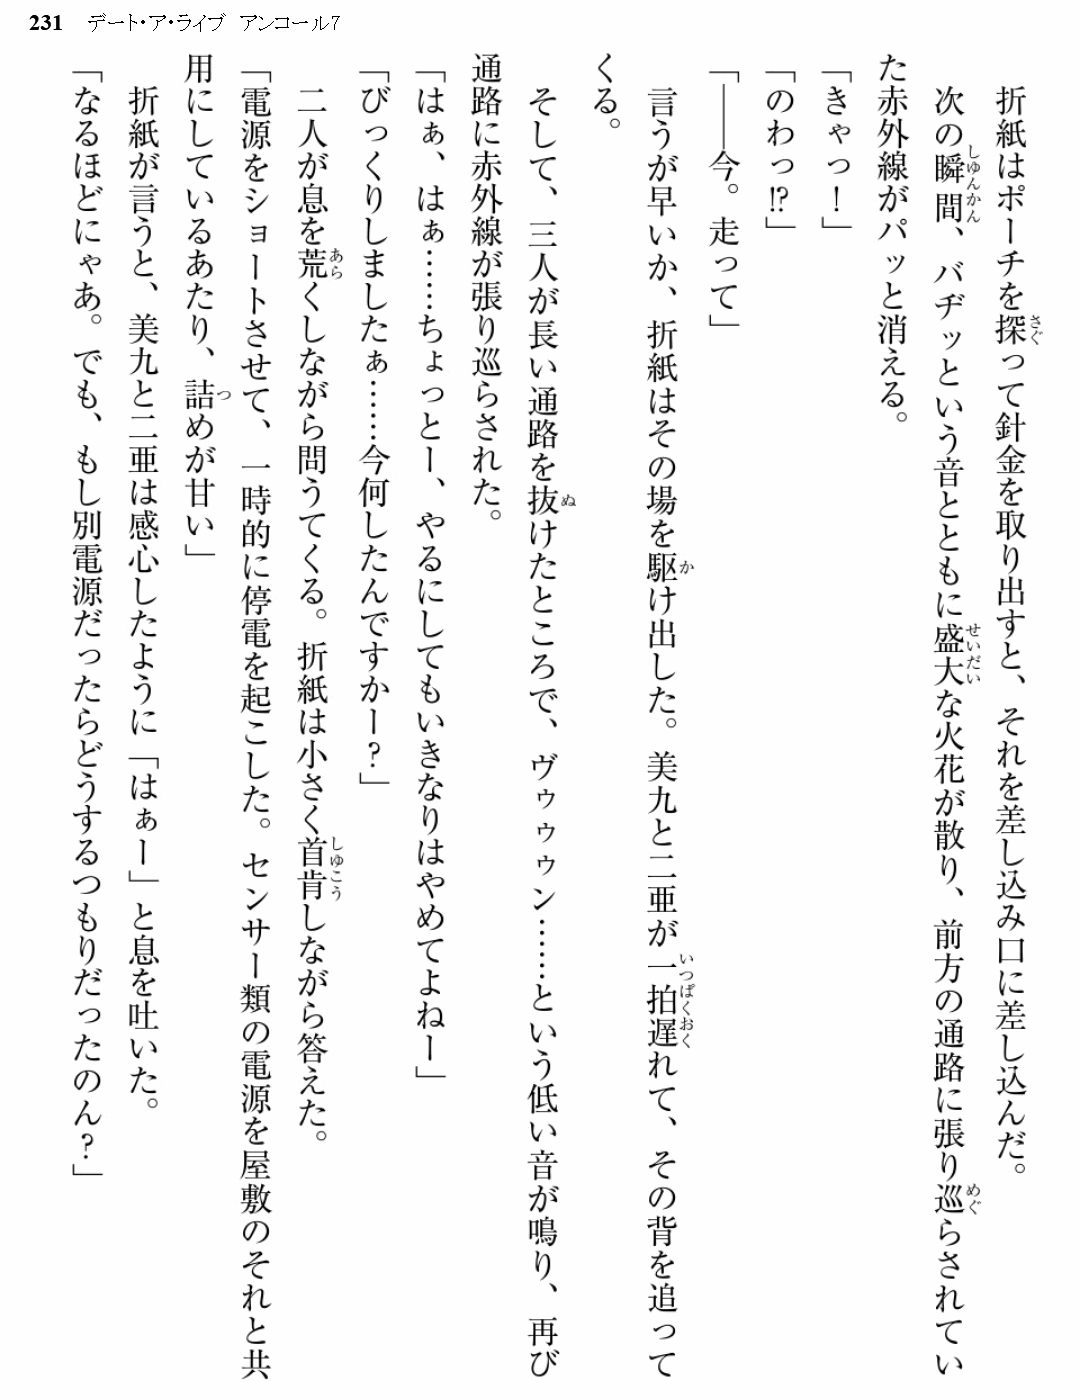 231 デート・ア・ライブ アンコール7
折紙はポーチを探って針金を取り出すと、それを差し込み口に差し込んだ。
次の瞬間、バヂッという音とともに盛大な火花が散り、前方の通路に張り巡らされてい
た赤外線がパッと消える。
「きゃっ！」
「のわっ!?」
「――今。走って」
言うが早いか、折紙はその場を駆け出した。美九と二亜が一拍遅れて、その背を追って
くる。
そして、三人が長い通路を抜けたところで、ヴゥゥゥン……という低い音が鳴り、再び
通路に赤外線が張り巡らされた。
「はぁ、はぁ……ちょっとー、やるにしてもいきなりはやめてよねー」
「びっくりしましたぁ……今何したんですかー？」
二人が息を荒くしながら問うてくる。折紙は小さく首肯しながら答えた。
「電源をショートさせて、一時的に停電を起こした。センサー類の電源を屋敷のそれと共
用にしているあたり、詰めが甘い」
折紙が言うと、美九と二亜は感心したように「はぁー」と息を吐いた。
「なるほどにゃあ。でも、もし別電源だったらどうするつもりだったのん？」